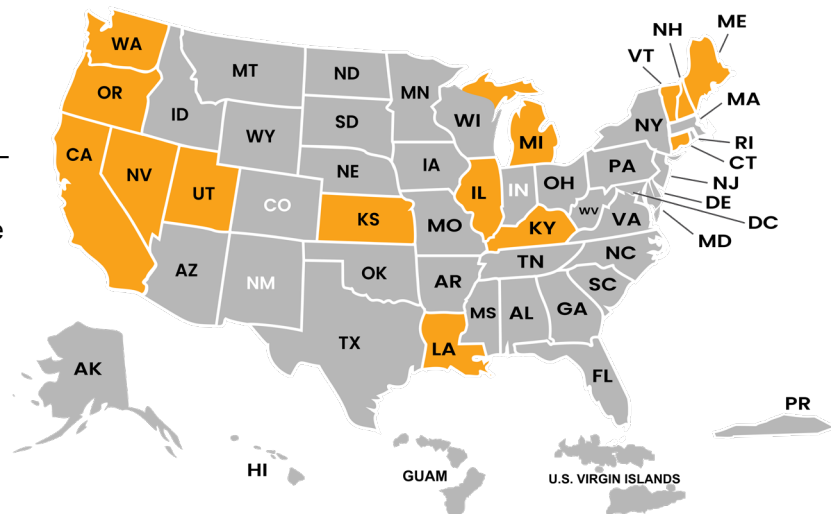 ME
NH
WA
VT
MT
ND
MN
OR
MA
ID
SD
WI
NY
WY
MI
RI
CA
IA
PA
CT
NV
NE
NJ
UT
IL
IN
OH
DE
CO
WV
DC
KS
MO
VA
KY
MD
NC
TN
AZ
OK
AR
NM
SC
MS
AL
GA
TX
LA
AK
FL
PR
HI
GUAM
U.S. VIRGIN ISLANDS
e